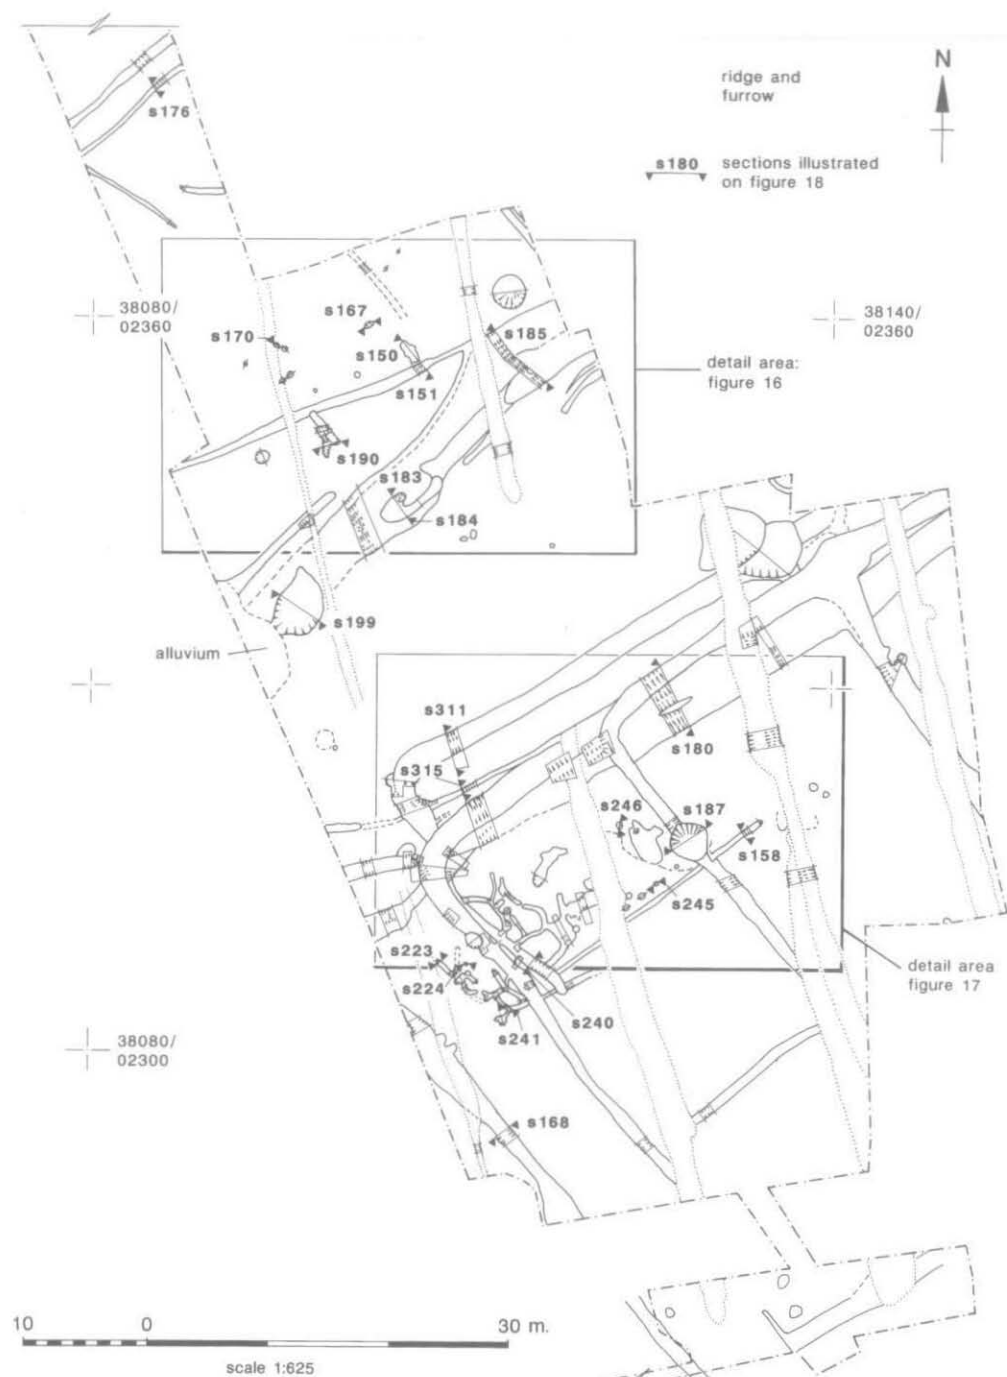 ridge and
furrow
N
s180
sections illustrated
on figure 18
s176
38080/
02360
s167
s170
s150
s185
38140/
02360
s151
detail area:
figure 16
s190
s183
s184
s199
alluvium
s311
s180
s315
s246
s187
s158
s245
s223
s224
s240
s241
detail area
figure 17
38080/
02300
s168
10 0 30 m.
scale 1:625